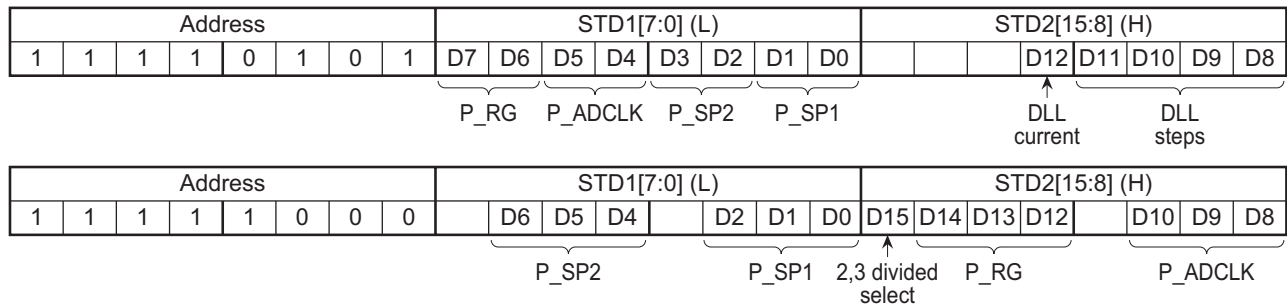 Address STD1[7:0] (L) STD2[15:8] (H)
1 1 1 1 0 1 0 1 D7 D6 D5 D4 D3 D2 D1 D0 D12 D11 D10 D9 D8
P_RG P_ADCLK P_SP2 P_SP1 DLL DLL
current steps
Address STD1[7:0] (L) STD2[15:8] (H)
1 1 1 1 1 0 0 0 D6 D5 D4 D2 D1 D0 D15 D14 D13 D12 D10 D9 D8
P_SP2 P_SP1 2,3 divided P_RG P_ADCLK
select